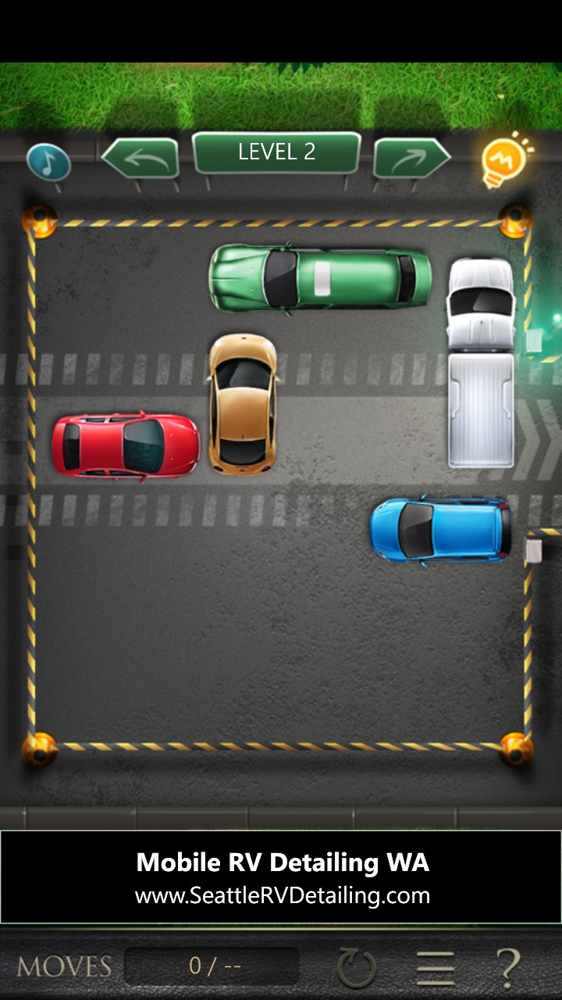 LEVEL 2
Mobile RV Detailing WA
www.SeattleRVDetailing.com
MOVES 0 / --
?